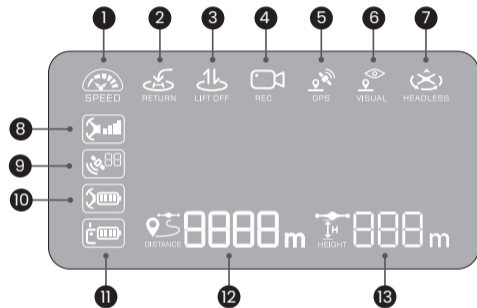 1 2 3 4 5 6 7
SPEED RETURN LIFT OFF REC GPS VISUAL HEADLESS
8
9 88
10
DISTANCE 8888 m HEIGHT H 888 m
11 12 13